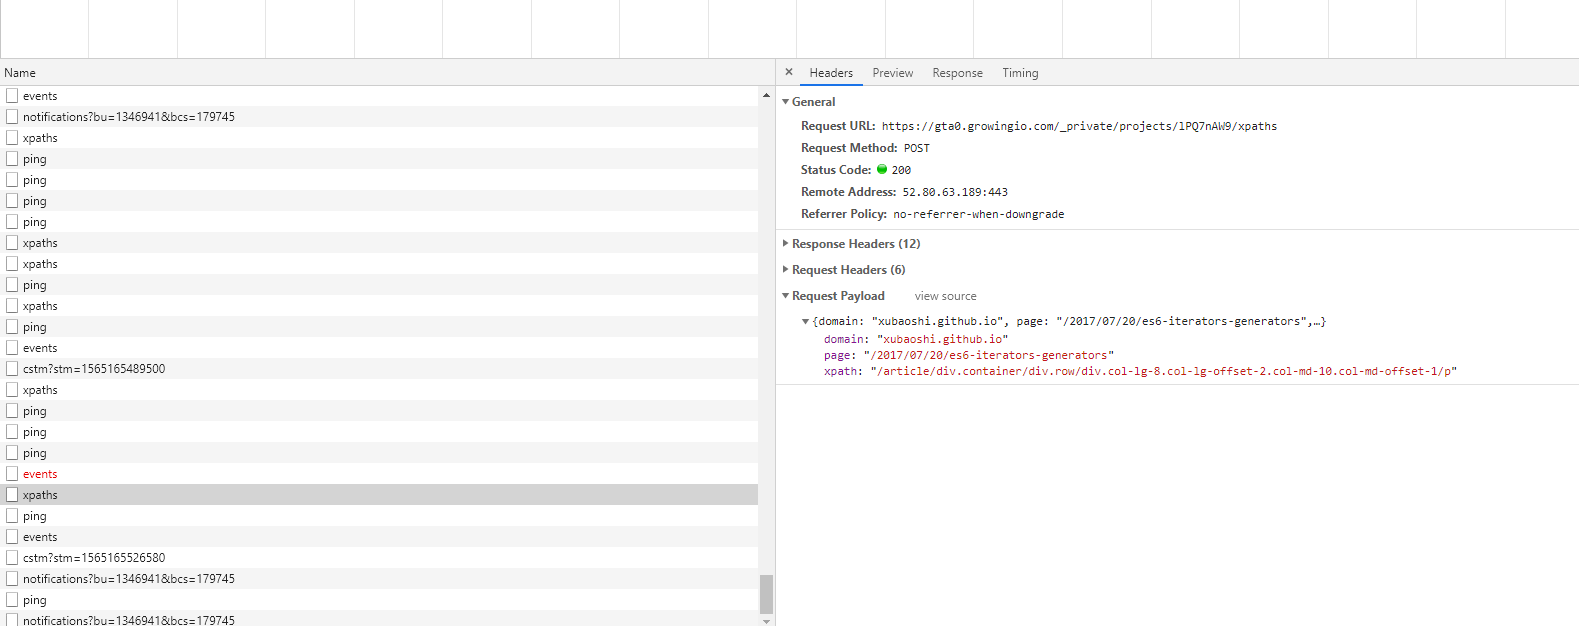 Name
events
notifications?bu=1346941&bcs=179745
xpaths
ping
ping
ping
ping
xpaths
xpaths
ping
xpaths
ping
events
cstm?stm=1565165489500
xpaths
ping
ping
ping
events
xpaths
ping
events
cstm?stm=1565165526580
notifications?bu=1346941&bcs=179745
ping
notifications?bu=1346941&bcs=179745
× Headers Preview Response Timing
General
Request URL: https://gta0.growingio.com/_private/projects/lPQ7nAW9/xpaths
Request Method: POST
Status Code: 200
Remote Address: 52.80.63.189:443
Referrer Policy: no-referrer-when-downgrade
Response Headers (12)
Request Headers (6)
Request Payload view source
{domain: "xubaoshi.github.io", page: "/2017/07/20/es6-iterators-generators",…}
domain: "xubaoshi.github.io"
page: "/2017/07/20/es6-iterators-generators"
xpath: "/article/div.container/div.row/div.col-lg-8.col-lg-offset-2.col-md-10.col-md-offset-1/p"